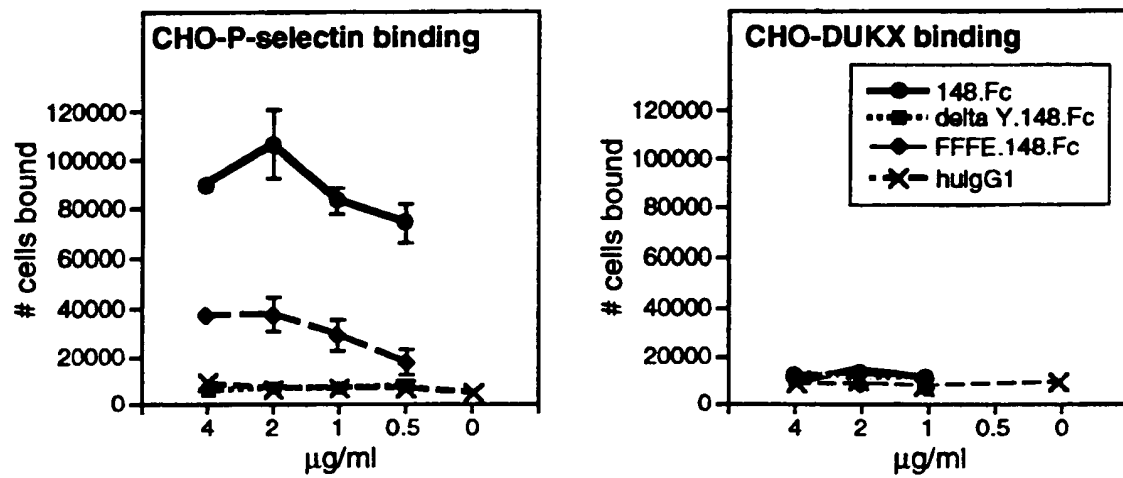 CHO-P-selectin binding
# cells bound
120000
100000
80000
60000
40000
20000
0
4 2 1 0.5 0
μg/ml
CHO-DUKX binding
148.Fc
delta Y.148.Fc
FFFE.148.Fc
huIgG1
# cells bound
120000
100000
80000
60000
40000
20000
0
4 2 1 0.5 0
μg/ml